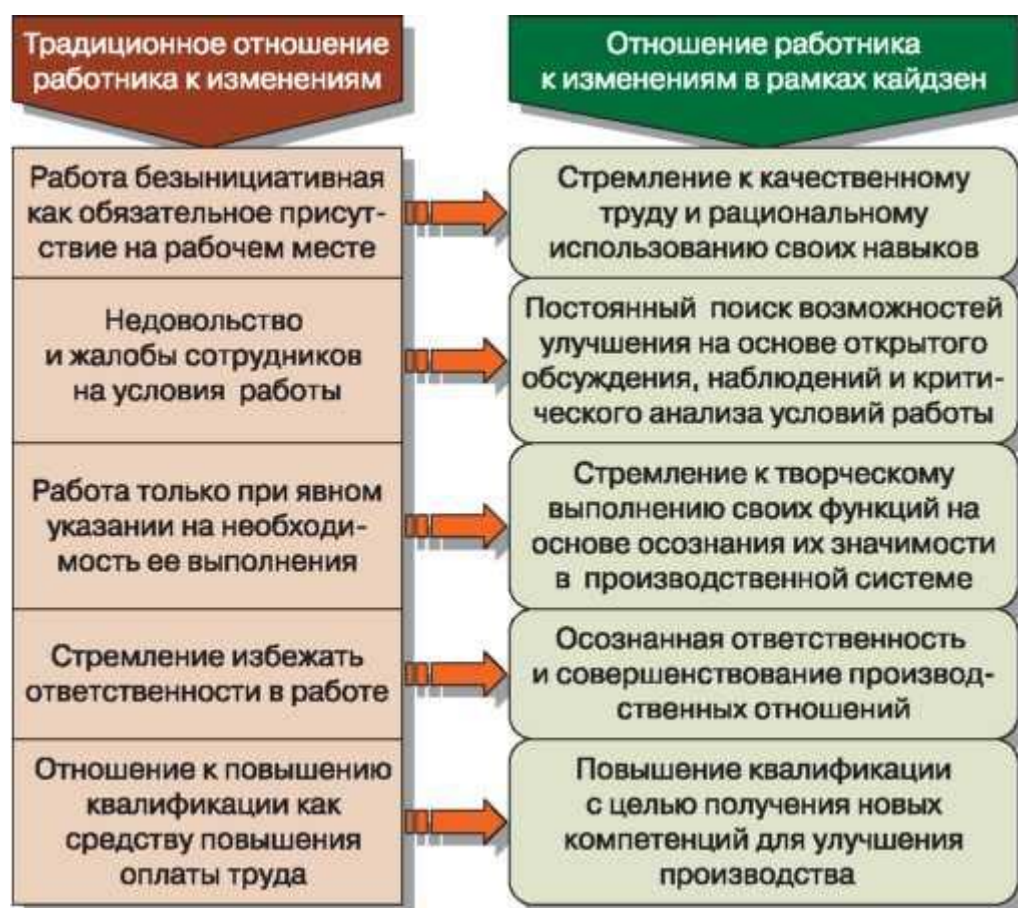 Традиционное отношение
работника к изменениям
Отношение работника
к изменениям в рамках кайдзен
Работа безынициативная
как обязательное присут-
ствие на рабочем месте
Стремление к качественному
труду и рациональному
использованию своих навыков
Недовольство
и жалобы сотрудников
на условия работы
Постоянный поиск возможностей
улучшения на основе открытого
обсуждения, наблюдений и крити-
ческого анализа условий работы
Работа только при явном
указании на необходи-
мость ее выполнения
Стремление к творческому
выполнению своих функций на
основе осознания их значимости
в производственной системе
Стремление избежать
ответственности в работе
Осознанная ответственность
и совершенствование производ-
ственных отношений
Отношение к повышению
квалификации как
средству повышения
оплаты труда
Повышение квалификации
с целью получения новых
компетенций для улучшения
производства